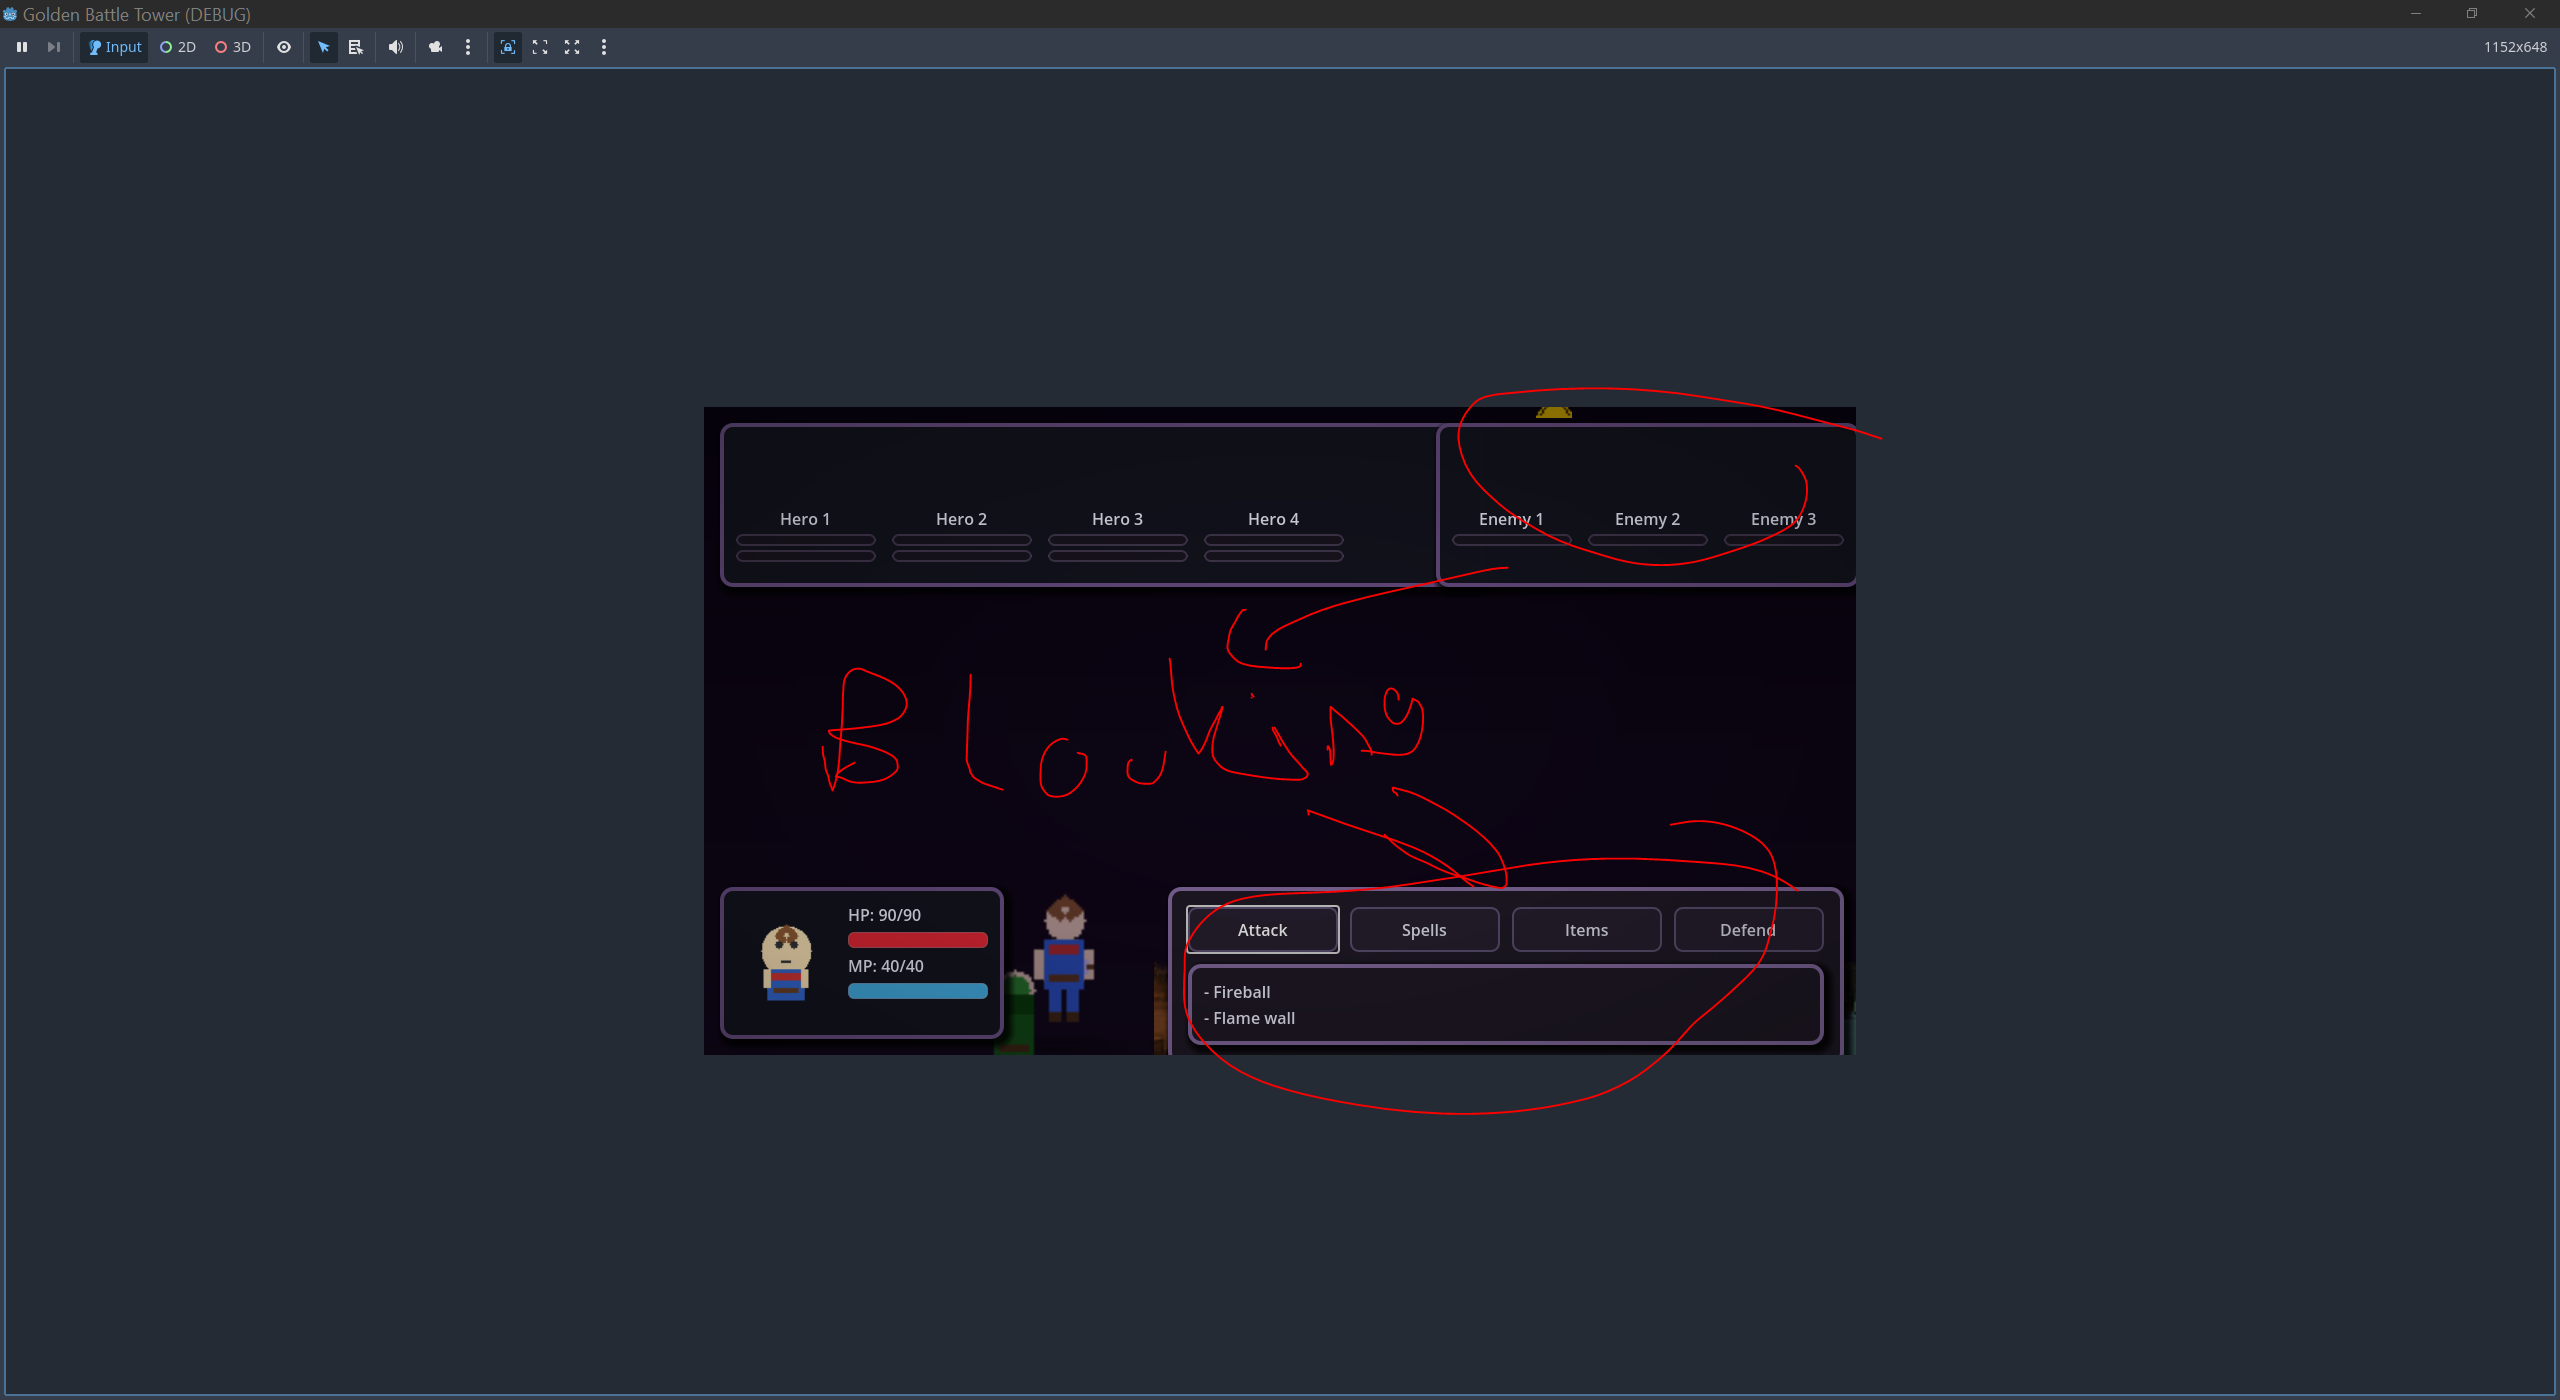 Golden Battle Tower (DEBUG)
Input 2D 3D 1152x648
Hero 1 Hero 2 Hero 3 Hero 4 Enemy 1 Enemy 2 Enemy 3
Blocking
HP: 90/90
MP: 40/40
Attack Spells Items Defend
- Fireball
- Flame wall